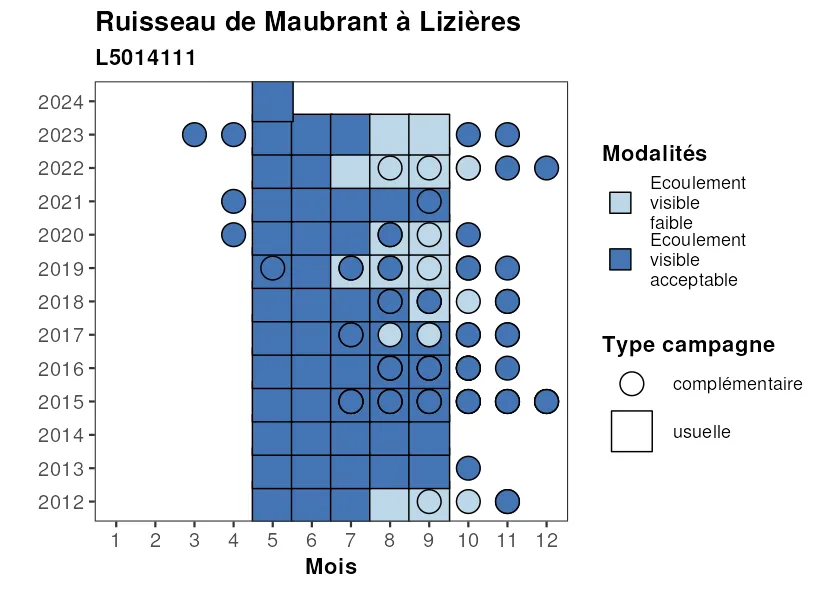 Ruisseau de Maubrant à Lizières
L5014111
2024
2023
2022
2021
2020
2019
2018
2017
2016
2015
2014
2013
2012
1 2 3 4 5 6 7 8 9 10 11 12
Mois
Modalités
Ecoulement
visible
faible
Ecoulement
visible
acceptable
Type campagne
complémentaire
usuelle